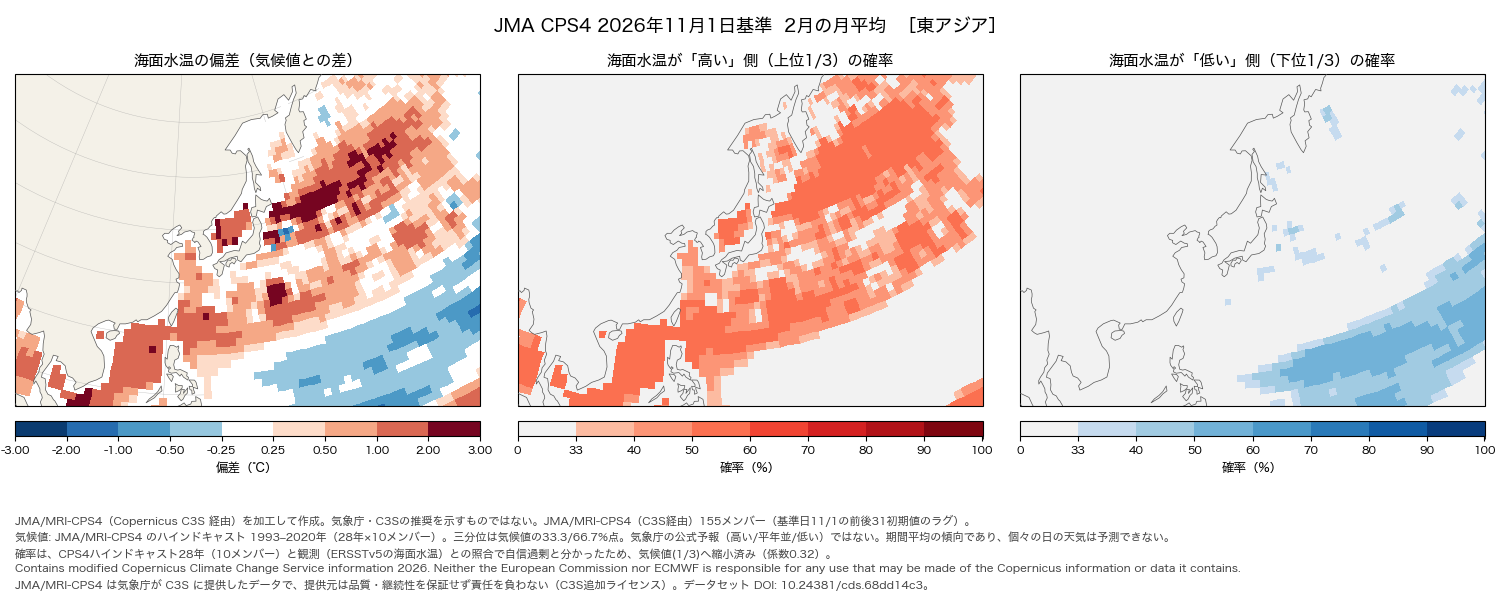 JMA CPS4 2026年11月1日基準 2月の月平均 [東アジア]
海面水温の偏差（気候値との差）
海面水温が「高い」側（上位1/3）の確率
海面水温が「低い」側（下位1/3）の確率
-3.00 -2.00 -1.00 -0.50 -0.25 0.25 0.50 1.00 2.00 3.00
偏差（℃）
0 33 40 50 60 70 80 90 100
確率（%）
0 33 40 50 60 70 80 90 100
確率（%）
JMA/MRI-CPS4（Copernicus C3S 経由）を加工して作成。気象庁・C3Sの推奨を示すものではない。JMA/MRI-CPS4（C3S経由）155メンバー（基準日11/1の前後31初期値のラグ）。
気候値: JMA/MRI-CPS4 のハインドキャスト 1993–2020年（28年×10メンバー）。三分位は気候値の33.3/66.7%点。気象庁の公式予報（高い/平年並/低い）ではない。期間平均の傾向であり、個々の日の天気は予測できない。
確率は、CPS4ハインドキャスト28年（10メンバー）と観測（ERSSTv5の海面水温）との照合で自信過剰と分かったため、気候値(1/3)へ縮小済み（係数0.32）。
Contains modified Copernicus Climate Change Service information 2026. Neither the European Commission nor ECMWF is responsible for any use that may be made of the Copernicus information or data it contains.
JMA/MRI-CPS4 は気象庁が C3S に提供したデータで、提供元は品質・継続性を保証せず責任を負わない（C3S追加ライセンス）。データセット DOI: 10.24381/cds.68dd14c3。